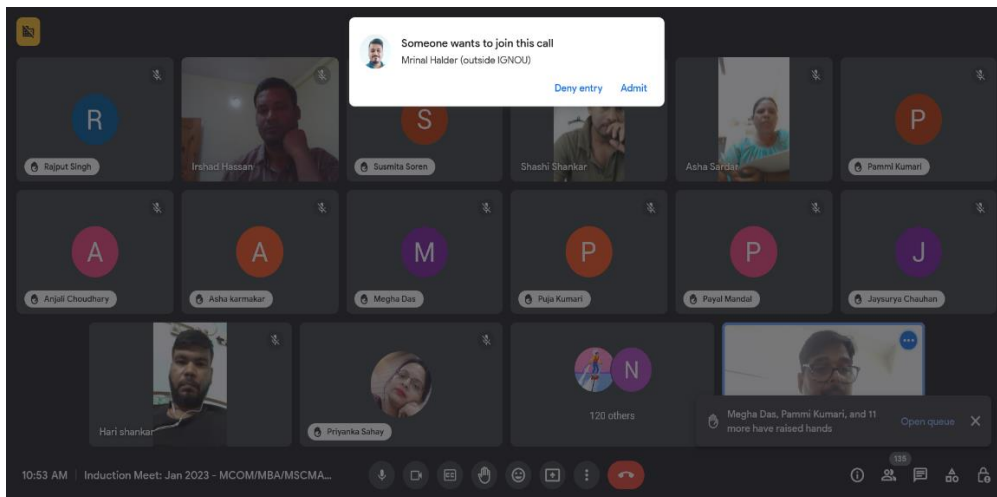 Someone wants to join this call
Mrinal Halder (outside IGNOU)
Deny entry Admit
R
Rajput Singh
Irshad Hassan
S
Susmita Soren
Shashi Shankar
Asha Sardar
P
Pammi Kumari
A
Anjali Choudhary
A
Asha karmakar
M
Megha Das
P
Puja Kumari
P
Payal Mandal
J
Jaysurya Chauhan
Hari shankar
Priyanka Sahay
N
120 others
Megha Das, Pammi Kumari, and 11
more have raised hands
Open queue
10:53 AM | Induction Meet: Jan 2023 - MCOM/MBA/MSCMA...
CC
135